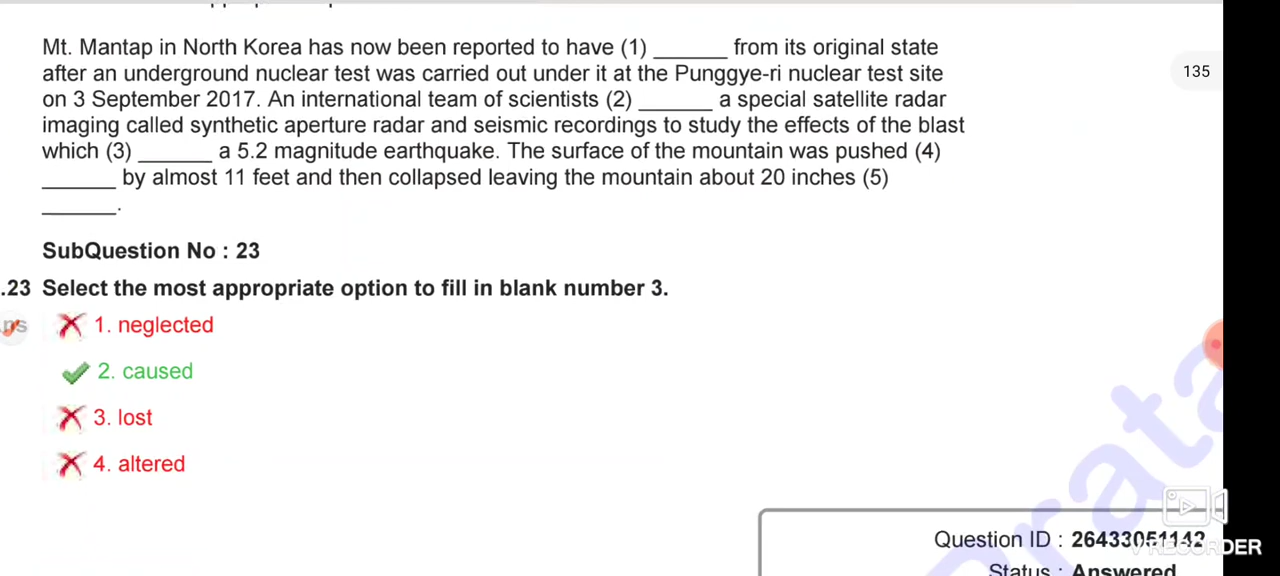 Mt. Mantap in North Korea has now been reported to have (1) ______ from its original state
after an underground nuclear test was carried out under it at the Punggye-ri nuclear test site
on 3 September 2017. An international team of scientists (2) ______ a special satellite radar
imaging called synthetic aperture radar and seismic recordings to study the effects of the blast
which (3) ______ a 5.2 magnitude earthquake. The surface of the mountain was pushed (4)
______ by almost 11 feet and then collapsed leaving the mountain about 20 inches (5)
______.
135
SubQuestion No : 23
.23 Select the most appropriate option to fill in blank number 3.
1. neglected
2. caused
3. lost
4. altered
Question ID : 26433051142
Status : Answered